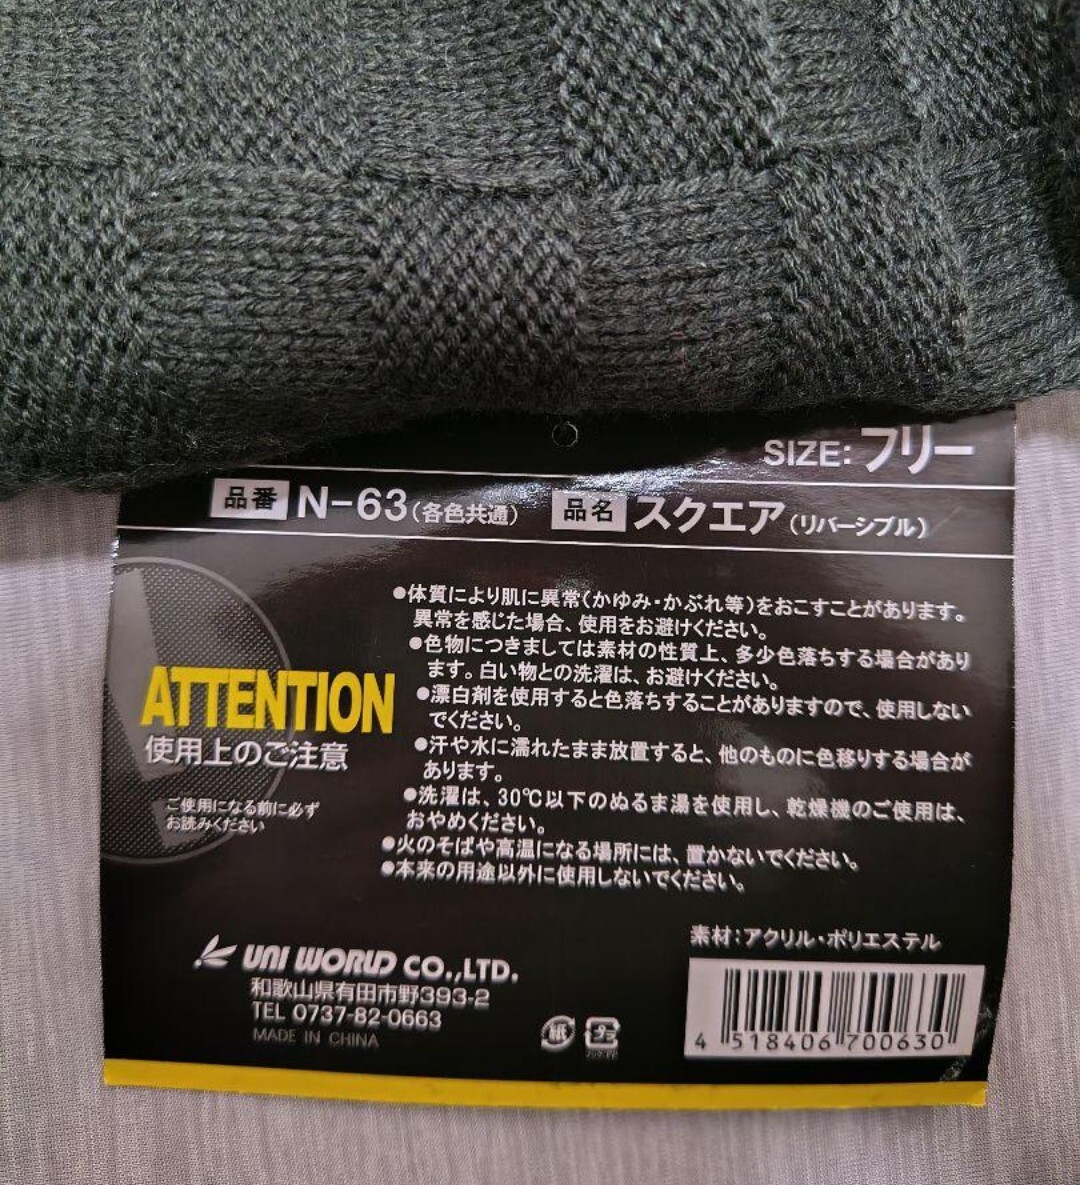 SIZE: フリー
品番 N-63(各色共通) 品名 スクエア(リバーシブル)
●体質により肌に異常(かゆみ・かぶれ等)をおこすことがあります。
異常を感じた場合、使用をお避けください。
●色物につきましては素材の性質上、多少色落ちする場合があり
ます。白い物との洗濯は、お避けください。
●漂白剤を使用すると色落ちすることがありますので、使用しない
でください。
●汗や水に濡れたまま放置すると、他のものに色移りする場合が
あります。
●洗濯は、30℃以下のぬるま湯を使用し、乾燥機のご使用は、
おやめください。
●火のそばや高温になる場所には、置かないでください。
●本来の用途以外に使用しないでください。
ATTENTION
使用上のご注意
ご使用になる前に必ず
お読みください
UNI WORLD CO.,LTD.
和歌山県有田市野393-2
TEL 0737-82-0663
MADE IN CHINA
紙 プラ
素材:アクリル・ポリエステル
4 518406 700630